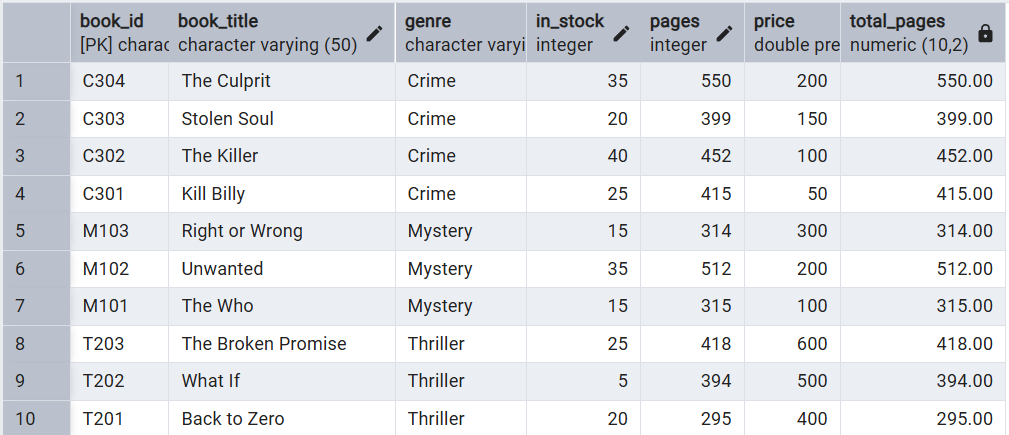 book_id book_title genre in_stock pages price total_pages
[PK] charac character varying (50) character varyi integer integer double pre numeric (10,2)
1 C304 The Culprit Crime 35 550 200 550.00
2 C303 Stolen Soul Crime 20 399 150 399.00
3 C302 The Killer Crime 40 452 100 452.00
4 C301 Kill Billy Crime 25 415 50 415.00
5 M103 Right or Wrong Mystery 15 314 300 314.00
6 M102 Unwanted Mystery 35 512 200 512.00
7 M101 The Who Mystery 15 315 100 315.00
8 T203 The Broken Promise Thriller 25 418 600 418.00
9 T202 What If Thriller 5 394 500 394.00
10 T201 Back to Zero Thriller 20 295 400 295.00